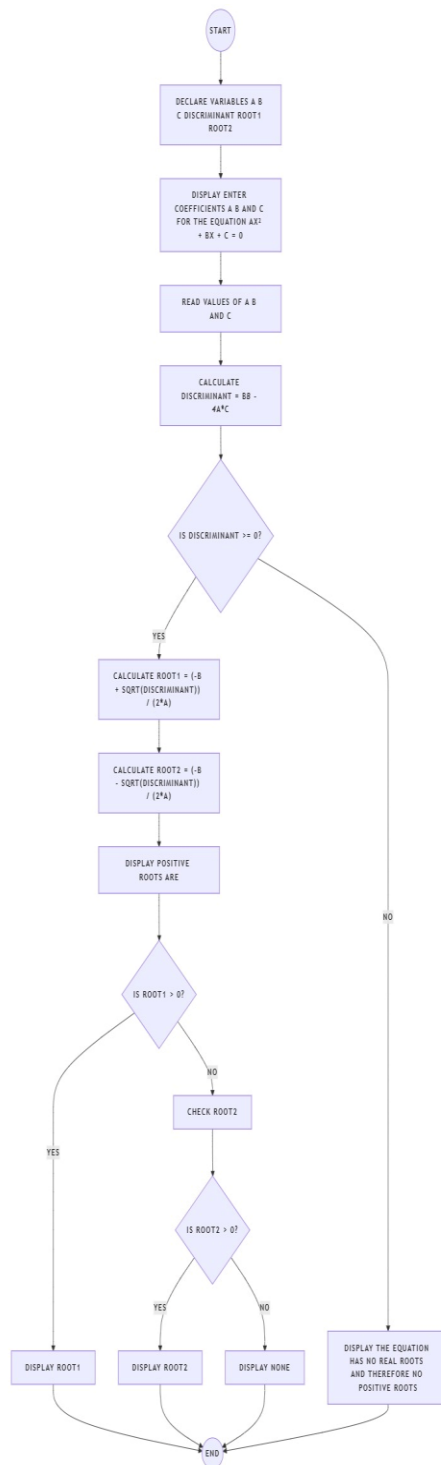 START
DECLARE VARIABLES A B
C DISCRIMINANT ROOT1
ROOT2
DISPLAY ENTER
COEFFICIENTS A B AND C
FOR THE EQUATION AX²
+ BX + C = 0
READ VALUES OF A B
AND C
CALCULATE
DISCRIMINANT = BB -
4A*C
IS DISCRIMINANT >= 0?
YES
CALCULATE ROOT1 = (-B
+ SQRT(DISCRIMINANT))
/ (2*A)
CALCULATE ROOT2 = (-B
- SQRT(DISCRIMINANT))
/ (2*A)
DISPLAY POSITIVE
ROOTS ARE
NO
IS ROOT1 > 0?
NO
CHECK ROOT2
YES
IS ROOT2 > 0?
YES
NO
DISPLAY ROOT1
DISPLAY ROOT2
DISPLAY NONE
DISPLAY THE EQUATION
HAS NO REAL ROOTS
AND THEREFORE NO
POSITIVE ROOTS
END